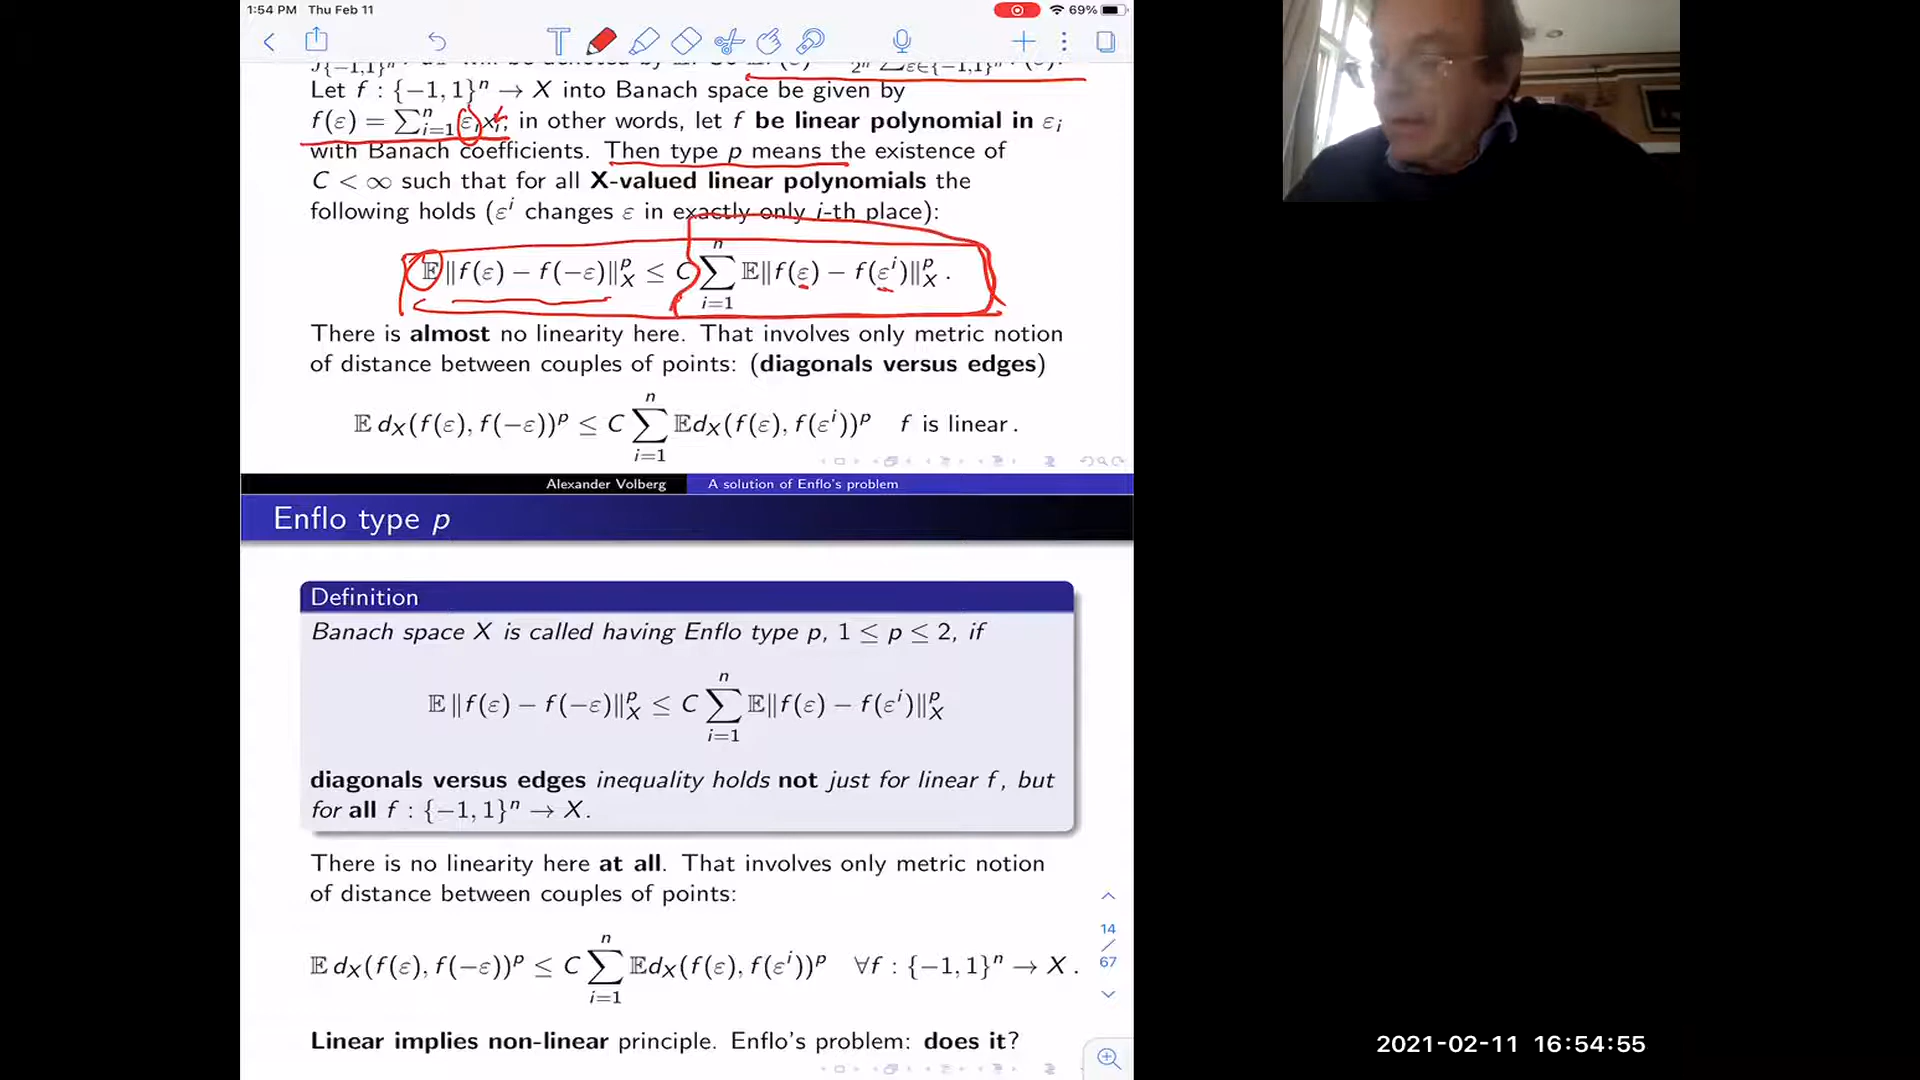 1:54 PM Thu Feb 11
69%
Let f : {−1, 1}ⁿ → X into Banach space be given by
f(ε) = ∑ⁿᵢ₌₁ εᵢxᵢ, in other words, let f be linear polynomial in εᵢ
with Banach coefficients. Then type p means the existence of
C < ∞ such that for all X-valued linear polynomials the
following holds (εⁱ changes ε in exactly only i-th place):
𝔼 ‖f(ε) − f(−ε)‖ᵖ_X ≤ C ∑ⁿᵢ₌₁ 𝔼‖f(ε) − f(εⁱ)‖ᵖ_X .
There is almost no linearity here. That involves only metric notion
of distance between couples of points: (diagonals versus edges)
𝔼 d_X(f(ε), f(−ε))ᵖ ≤ C ∑ⁿᵢ₌₁ 𝔼d_X(f(ε), f(εⁱ))ᵖ f is linear .
Alexander Volberg A solution of Enflo's problem
Enflo type p
Definition
Banach space X is called having Enflo type p, 1 ≤ p ≤ 2, if
𝔼 ‖f(ε) − f(−ε)‖ᵖ_X ≤ C ∑ⁿᵢ₌₁ 𝔼‖f(ε) − f(εⁱ)‖ᵖ_X
diagonals versus edges inequality holds not just for linear f, but
for all f : {−1, 1}ⁿ → X.
There is no linearity here at all. That involves only metric notion
of distance between couples of points:
14
/
67
𝔼 d_X(f(ε), f(−ε))ᵖ ≤ C ∑ⁿᵢ₌₁ 𝔼d_X(f(ε), f(εⁱ))ᵖ ∀f : {−1, 1}ⁿ → X .
Linear implies non-linear principle. Enflo's problem: does it?
2021-02-11 16:54:55